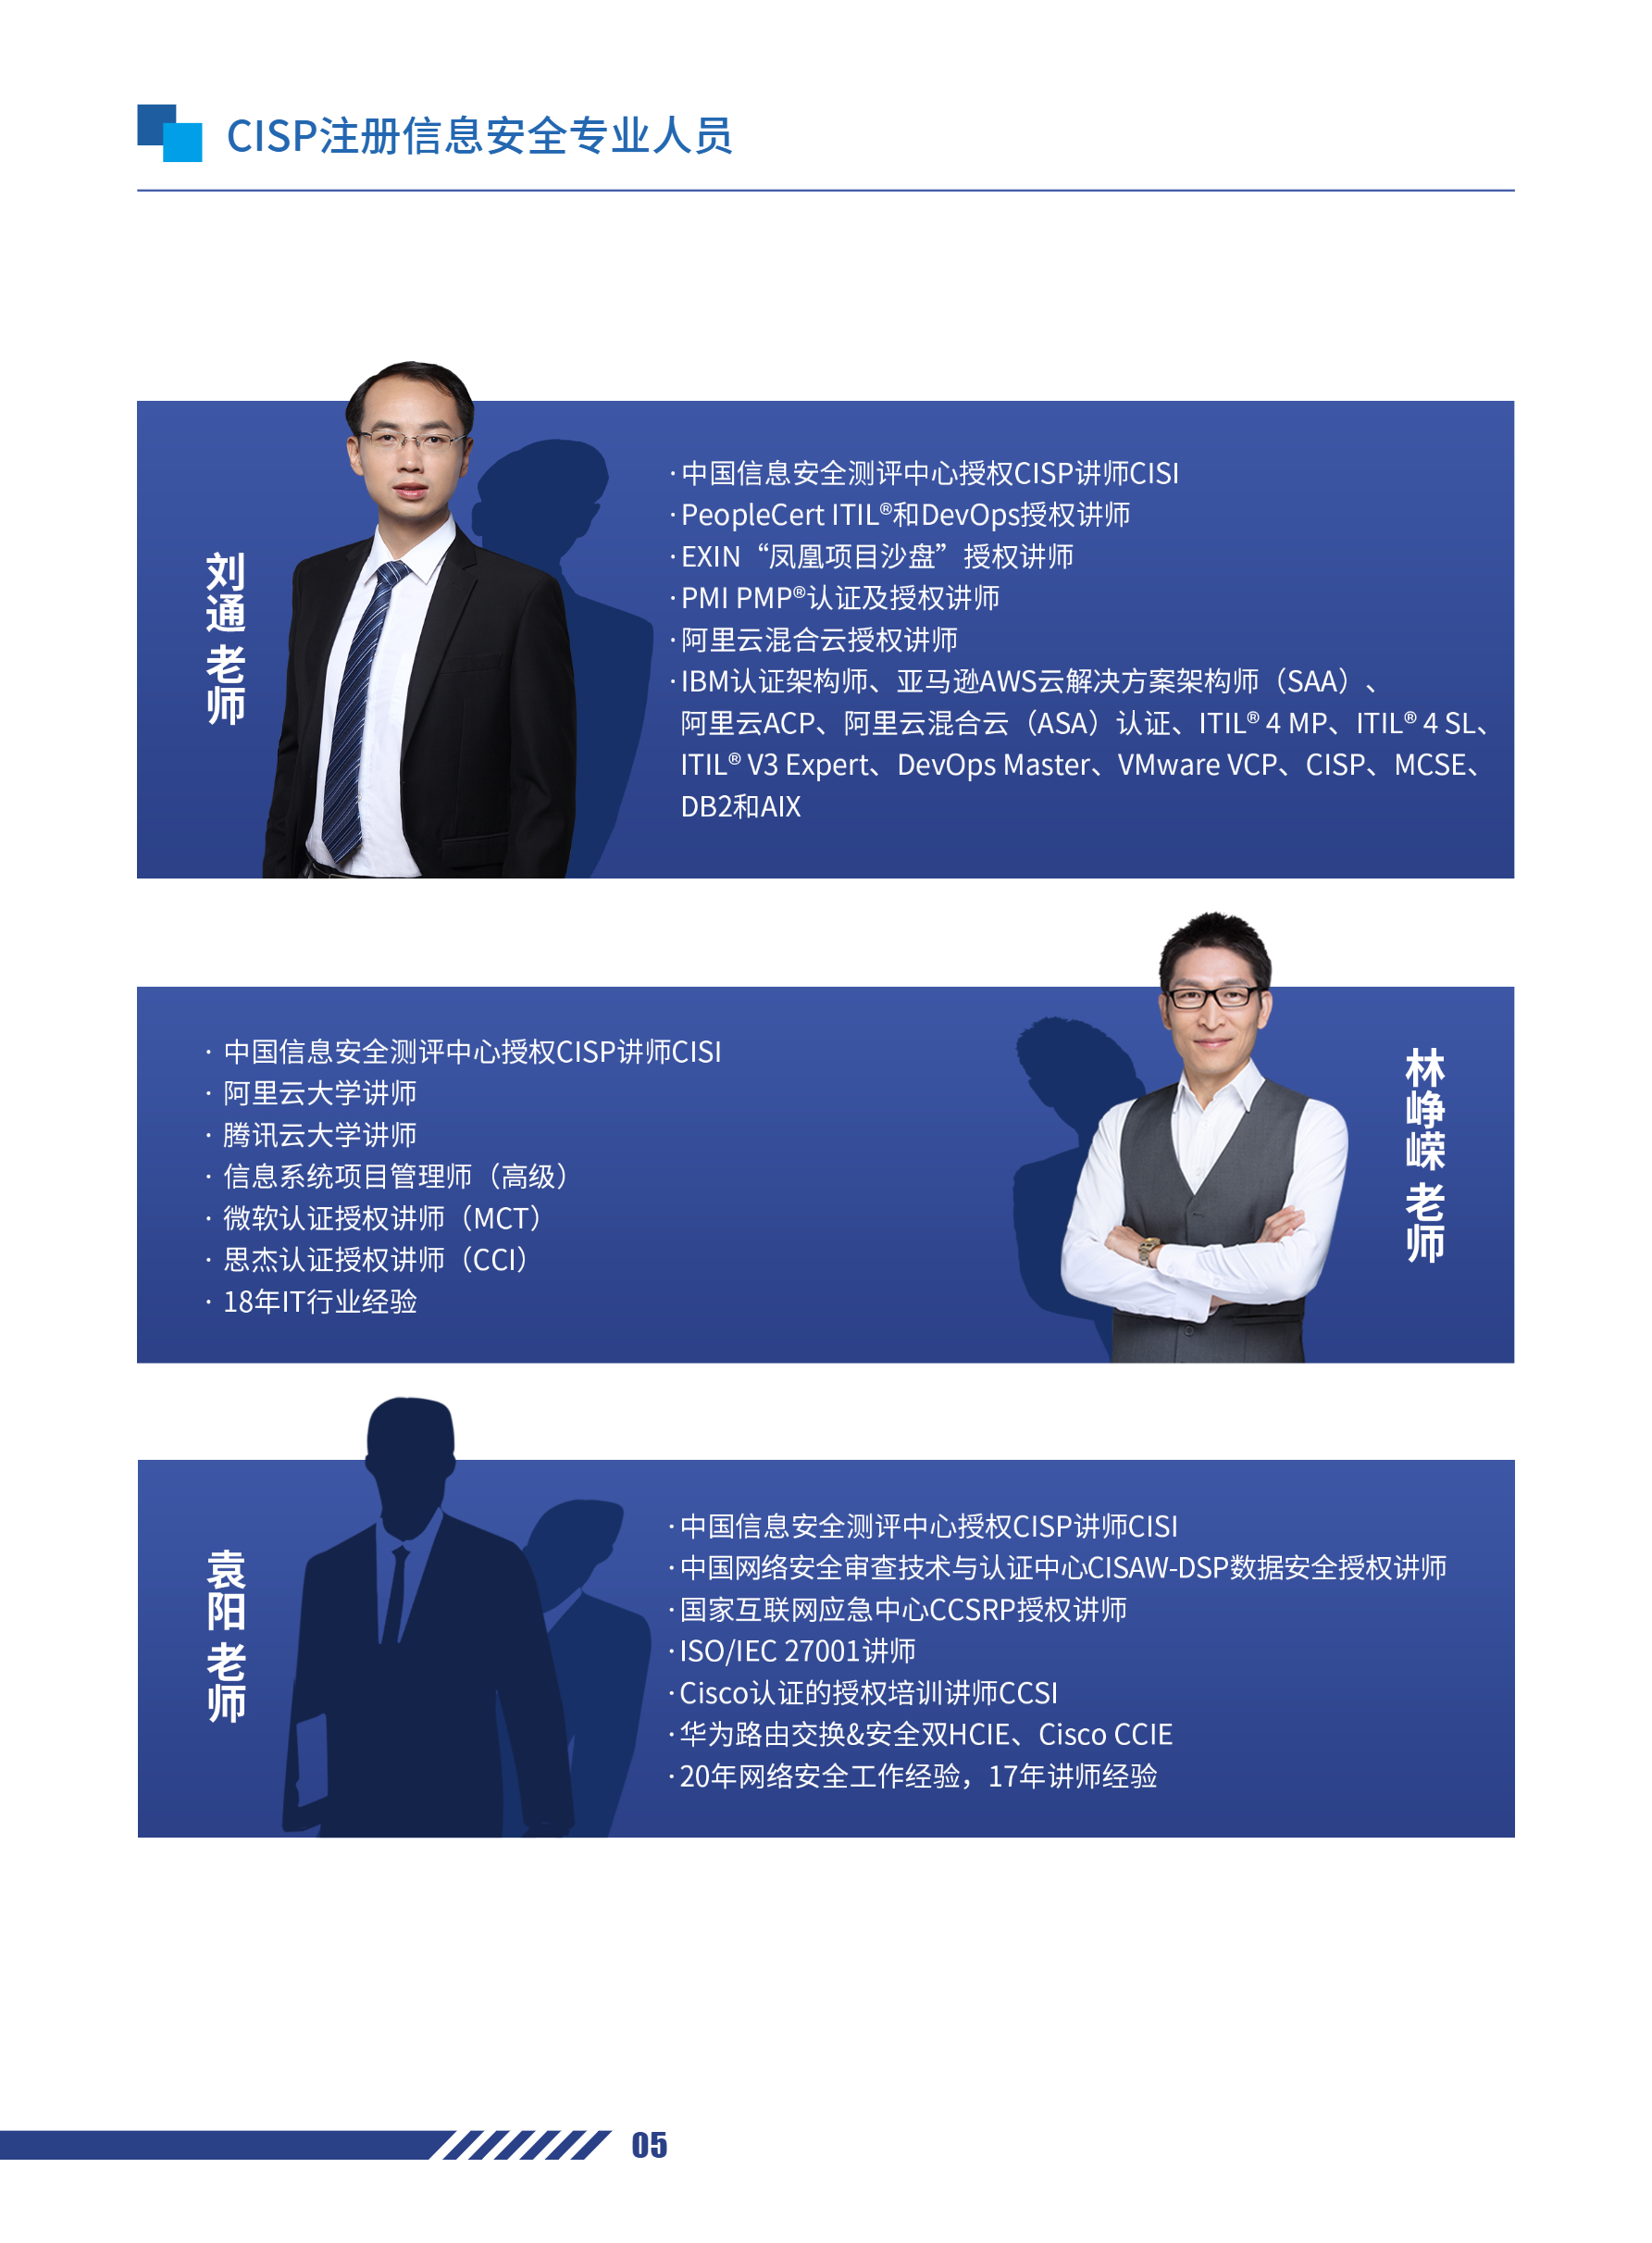 CISP注册信息安全专业人员
刘通 老师
·中国信息安全测评中心授权CISP讲师CISI
·PeopleCert ITIL®和DevOps授权讲师
·EXIN“凤凰项目沙盘”授权讲师
·PMI PMP®认证及授权讲师
·阿里云混合云授权讲师
·IBM认证架构师、亚马逊AWS云解决方案架构师（SAA）、
阿里云ACP、阿里云混合云（ASA）认证、ITIL® 4 MP、ITIL® 4 SL、
ITIL® V3 Expert、DevOps Master、VMware VCP、CISP、MCSE、
DB2和AIX
· 中国信息安全测评中心授权CISP讲师CISI
· 阿里云大学讲师
· 腾讯云大学讲师
· 信息系统项目管理师（高级）
· 微软认证授权讲师（MCT）
· 思杰认证授权讲师（CCI）
· 18年IT行业经验
林峥嵘 老师
袁阳 老师
·中国信息安全测评中心授权CISP讲师CISI
·中国网络安全审查技术与认证中心CISAW-DSP数据安全授权讲师
·国家互联网应急中心CCSRP授权讲师
·ISO/IEC 27001讲师
·Cisco认证的授权培训讲师CCSI
·华为路由交换&安全双HCIE、Cisco CCIE
·20年网络安全工作经验，17年讲师经验
05